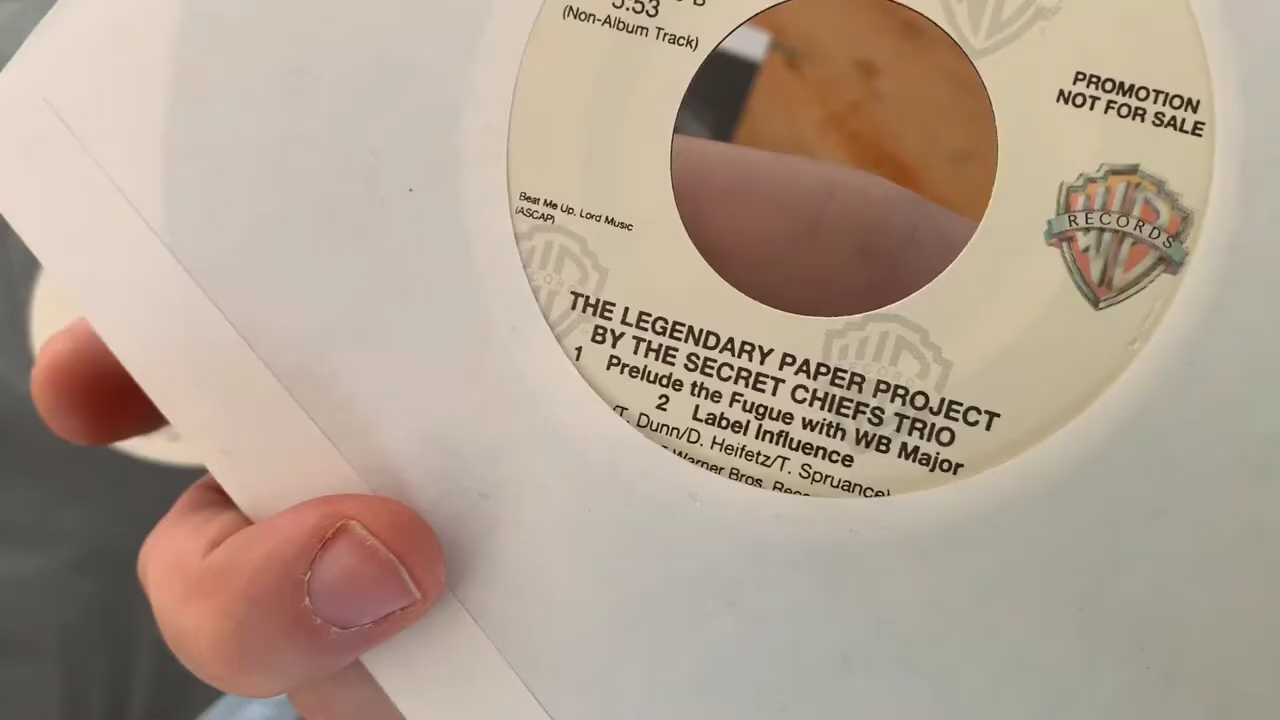 5:53
(Non-Album Track)
PROMOTION
NOT FOR SALE
RECORDS
Beat Me Up, Lord Music
(ASCAP)
THE LEGENDARY PAPER PROJECT
BY THE SECRET CHIEFS TRIO
1 Prelude the Fugue with WB Major
2 Label Influence
(T. Dunn/D. Heifetz/T. Spruance)
Warner Bros.